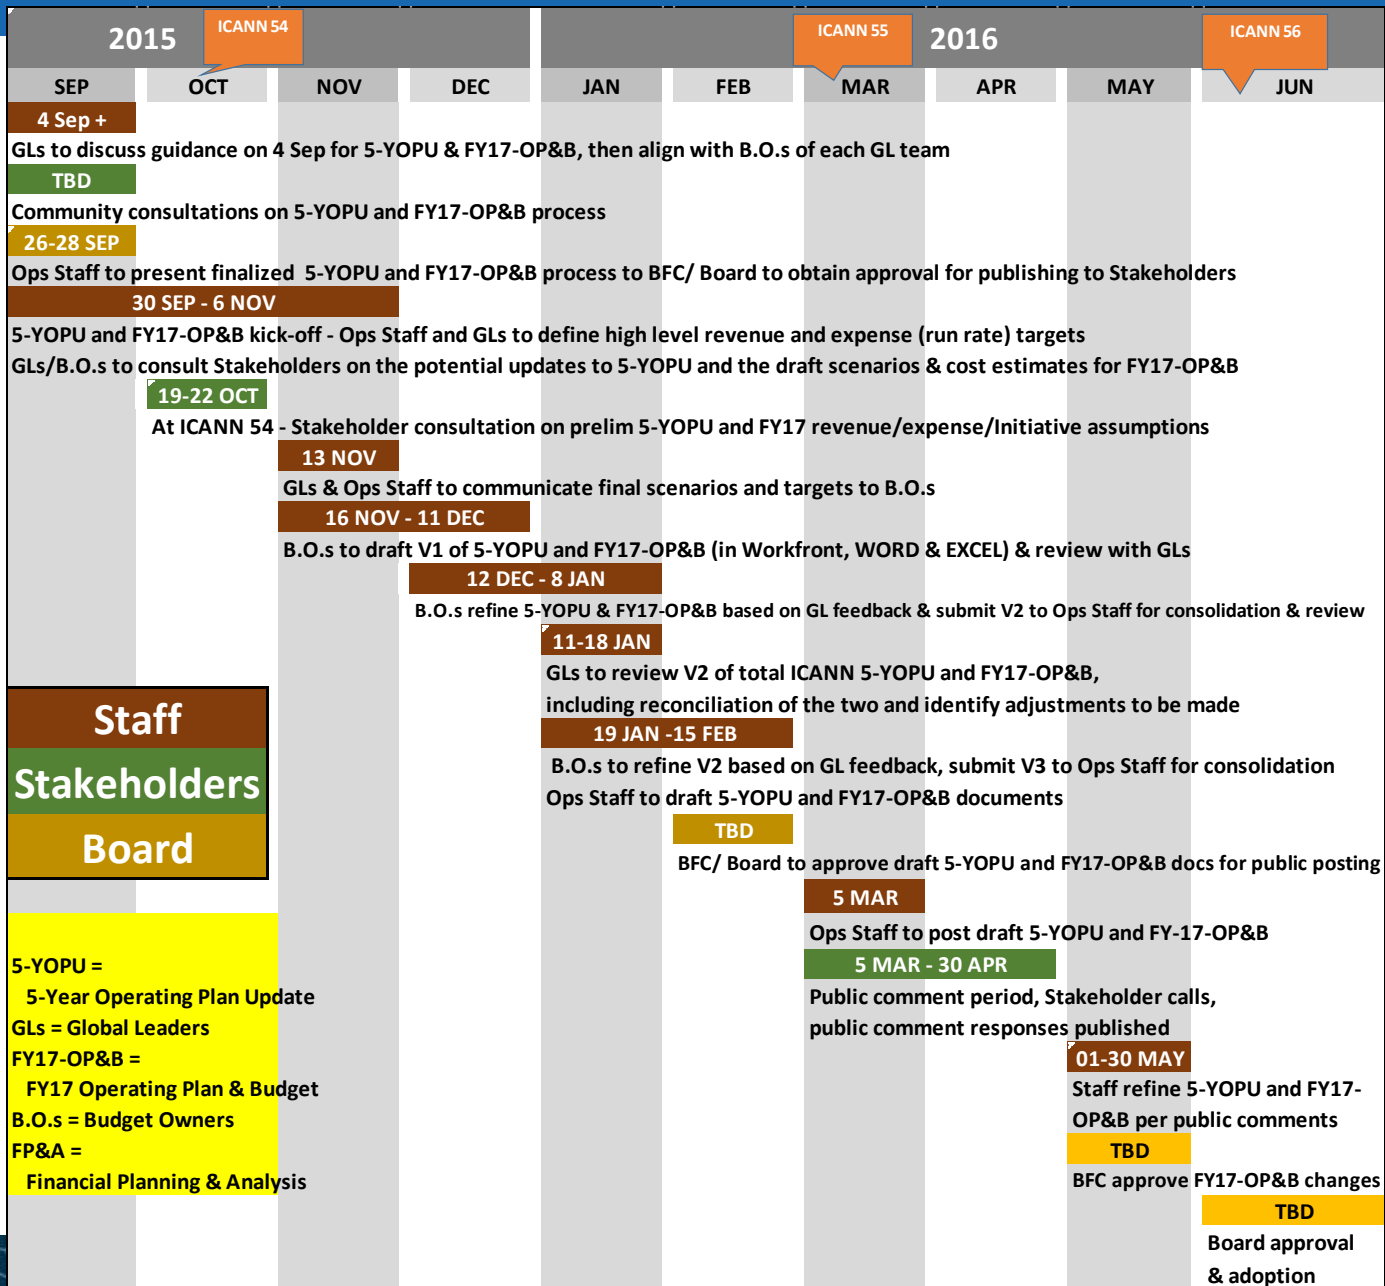 2015
ICANN 54
ICANN 55
2016
ICANN 56
SEP OCT NOV DEC JAN FEB MAR APR MAY JUN
4 Sep +
GLs to discuss guidance on 4 Sep for 5-YOPU & FY17-OP&B, then align with B.O.s of each GL team
TBD
Community consultations on 5-YOPU and FY17-OP&B process
26-28 SEP
Ops Staff to present finalized 5-YOPU and FY17-OP&B process to BFC/ Board to obtain approval for publishing to Stakeholders
30 SEP - 6 NOV
5-YOPU and FY17-OP&B kick-off - Ops Staff and GLs to define high level revenue and expense (run rate) targets
GLs/B.O.s to consult Stakeholders on the potential updates to 5-YOPU and the draft scenarios & cost estimates for FY17-OP&B
19-22 OCT
At ICANN 54 - Stakeholder consultation on prelim 5-YOPU and FY17 revenue/expense/Initiative assumptions
13 NOV
GLs & Ops Staff to communicate final scenarios and targets to B.O.s
16 NOV - 11 DEC
B.O.s to draft V1 of 5-YOPU and FY17-OP&B (in Workfront, WORD & EXCEL) & review with GLs
12 DEC - 8 JAN
B.O.s refine 5-YOPU & FY17-OP&B based on GL feedback & submit V2 to Ops Staff for consolidation & review
11-18 JAN
GLs to review V2 of total ICANN 5-YOPU and FY17-OP&B,
including reconciliation of the two and identify adjustments to be made
19 JAN -15 FEB
B.O.s to refine V2 based on GL feedback, submit V3 to Ops Staff for consolidation
Ops Staff to draft 5-YOPU and FY17-OP&B documents
TBD
BFC/ Board to approve draft 5-YOPU and FY17-OP&B docs for public posting
5 MAR
Ops Staff to post draft 5-YOPU and FY-17-OP&B
5 MAR - 30 APR
Public comment period, Stakeholder calls,
public comment responses published
01-30 MAY
Staff refine 5-YOPU and FY17-
OP&B per public comments
TBD
BFC approve FY17-OP&B changes
TBD
Board approval
& adoption
Staff
Stakeholders
Board
5-YOPU =
5-Year Operating Plan Update
GLs = Global Leaders
FY17-OP&B =
FY17 Operating Plan & Budget
B.O.s = Budget Owners
FP&A =
Financial Planning & Analysis